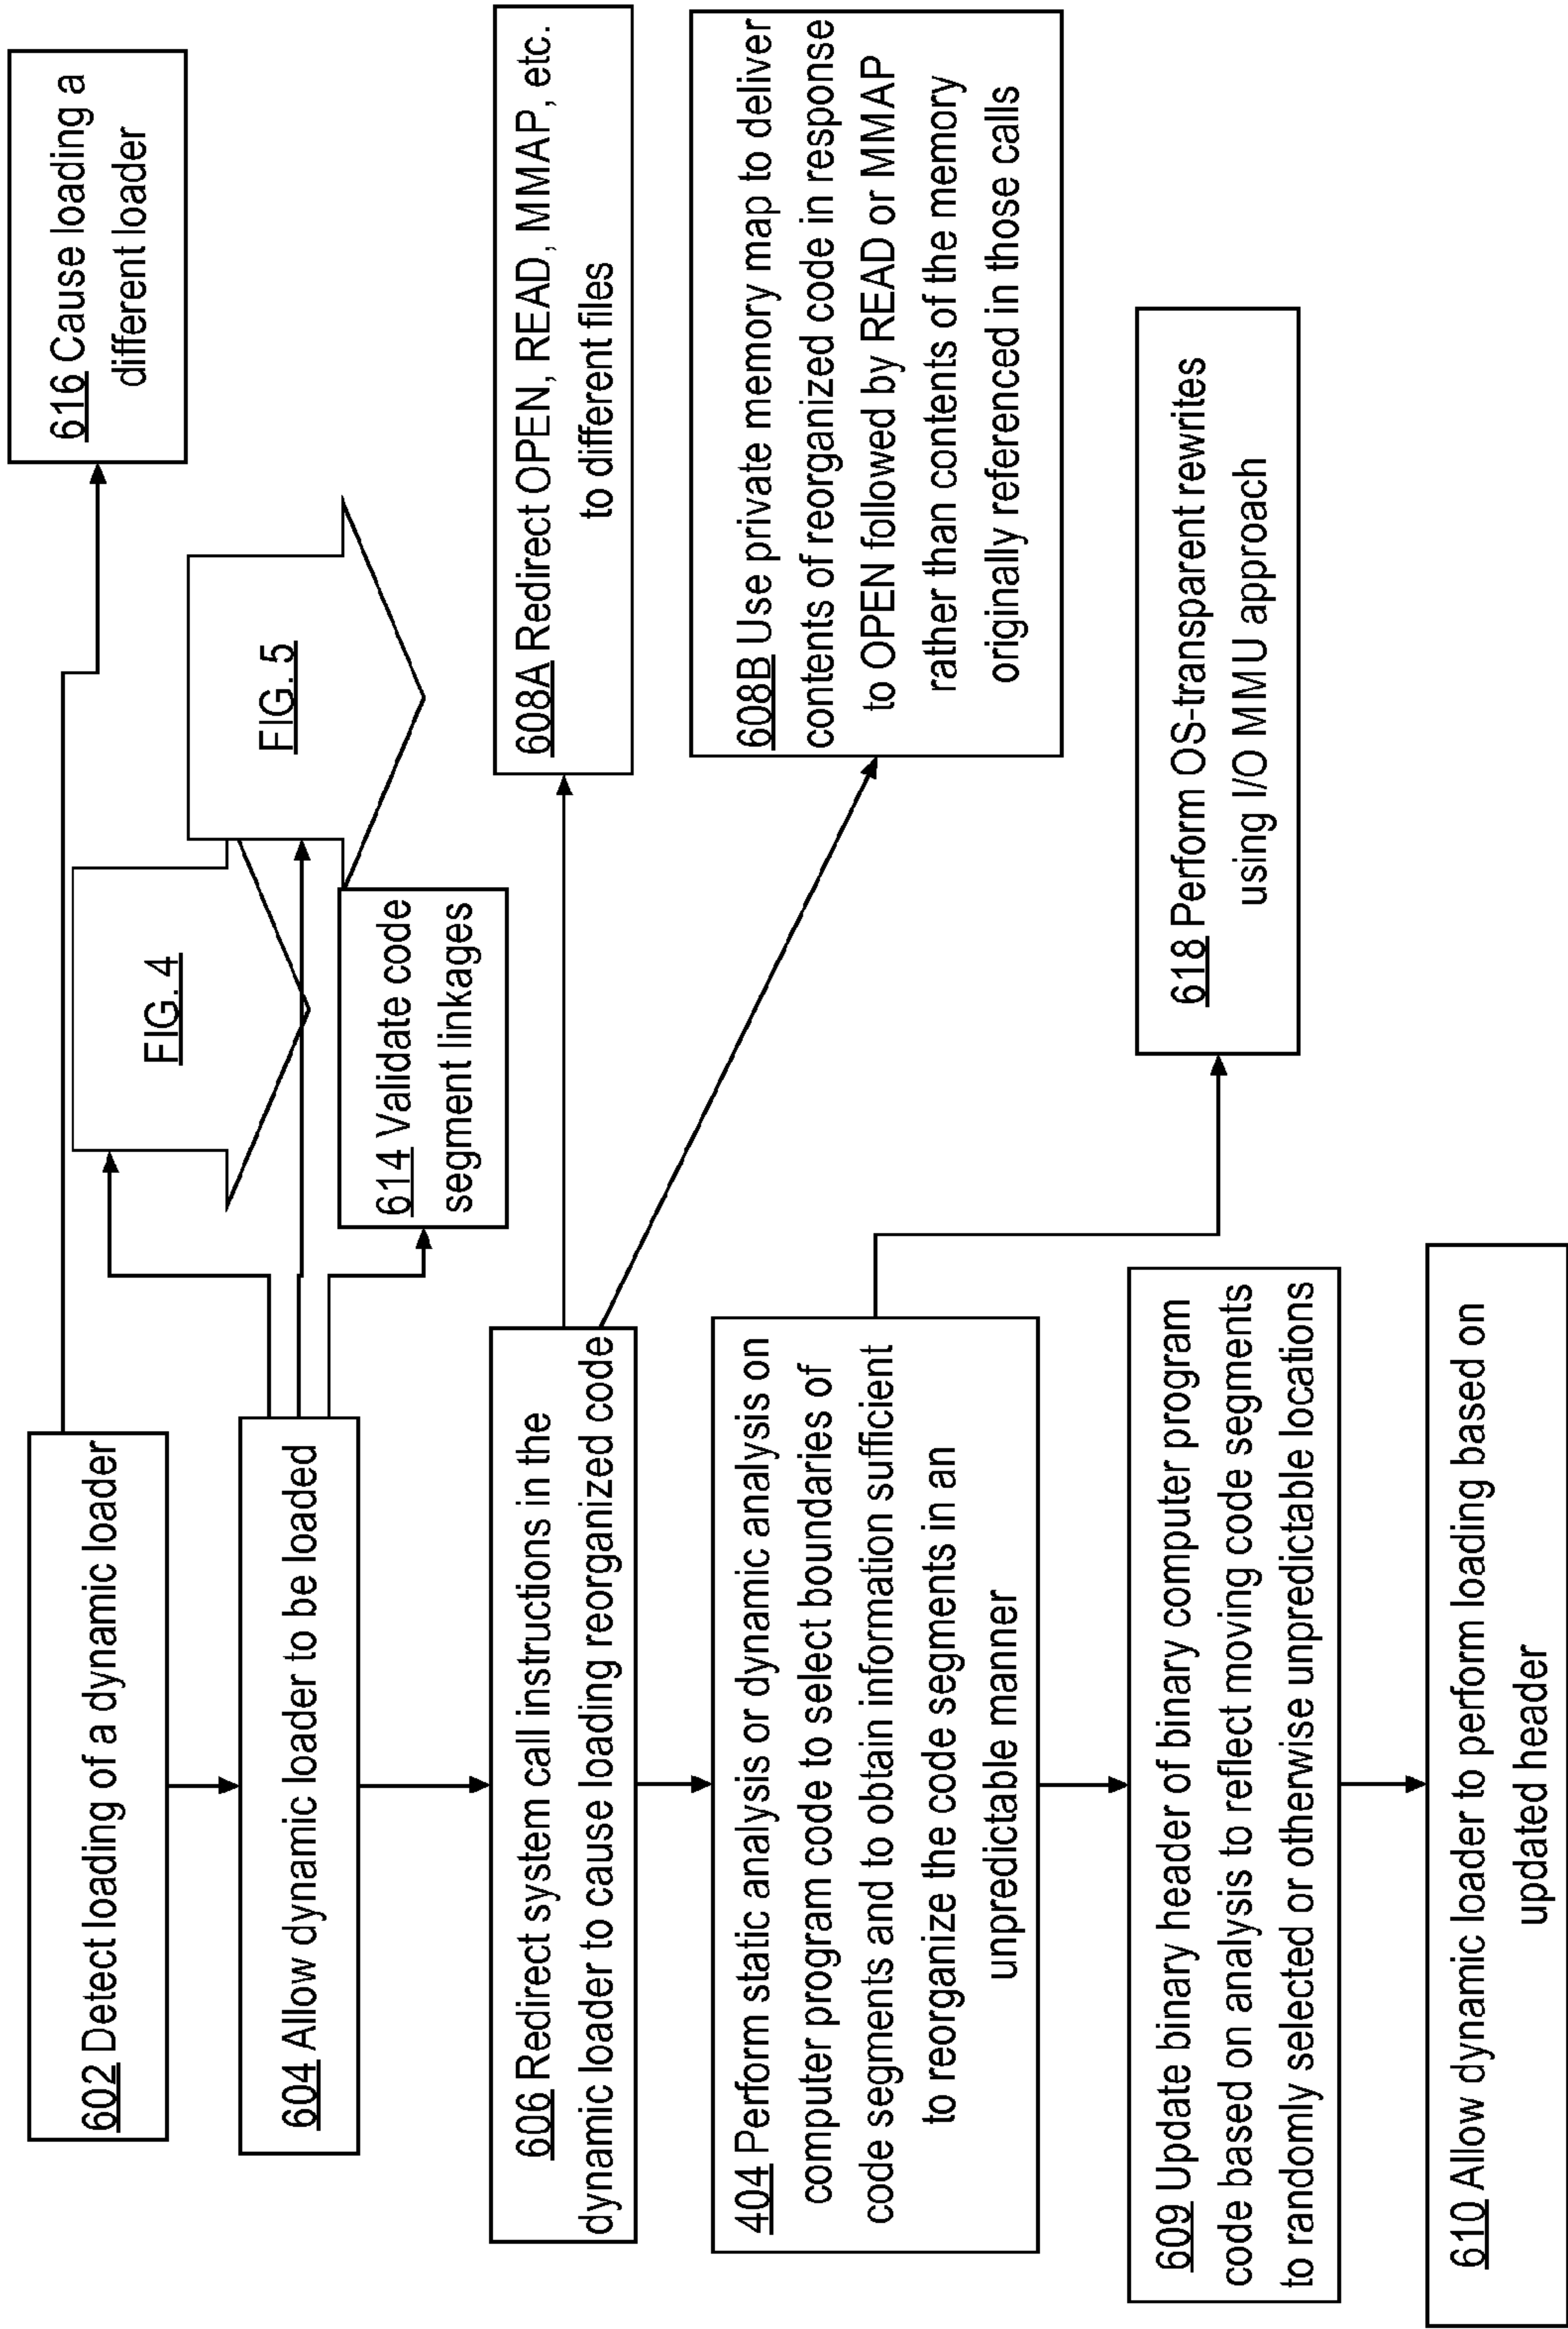 602 Detect loading of a dynamic loader
616 Cause loading a
different loader
604 Allow dynamic loader to be loaded
FIG. 4
FIG. 5
614 Validate code
segment linkages
606 Redirect system call instructions in the
dynamic loader to cause loading reorganized code
608A Redirect OPEN, READ, MMAP, etc.
to different files
608B Use private memory map to deliver
contents of reorganized code in response
to OPEN followed by READ or MMAP
rather than contents of the memory
originally referenced in those calls
404 Perform static analysis or dynamic analysis on
computer program code to select boundaries of
code segments and to obtain information sufficient
to reorganize the code segments in an
unpredictable manner
618 Perform OS-transparent rewrites
using I/O MMU approach
609 Update binary header of binary computer program
code based on analysis to reflect moving code segments
to randomly selected or otherwise unpredictable locations
610 Allow dynamic loader to perform loading based on
updated header